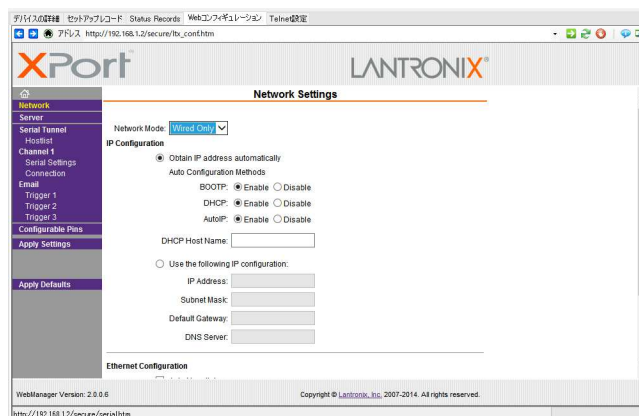 デバイスの詳細 セットアップレコード Status Records Webコンフィギュレーション Telnet設定
アドレス http://192.168.1.2/secure/ltx_conf.htm
XPort LANTRONIX®
Network Settings
Network
Server
Serial Tunnel
Hostlist
Channel 1
Serial Settings
Connection
Email
Trigger 1
Trigger 2
Trigger 3
Configurable Pins
Apply Settings
Apply Defaults
Network Mode: Wired Only
IP Configuration
Obtain IP address automatically
Auto Configuration Methods
BOOTP: Enable Disable
DHCP: Enable Disable
AutoIP: Enable Disable
DHCP Host Name:
Use the following IP configuration:
IP Address:
Subnet Mask:
Default Gateway:
DNS Server:
Ethernet Configuration
WebManager Version: 2.0.0.6
Copyright © Lantronix, Inc. 2007-2014. All rights reserved.
http://192.168.1.2/secure/serial.htm